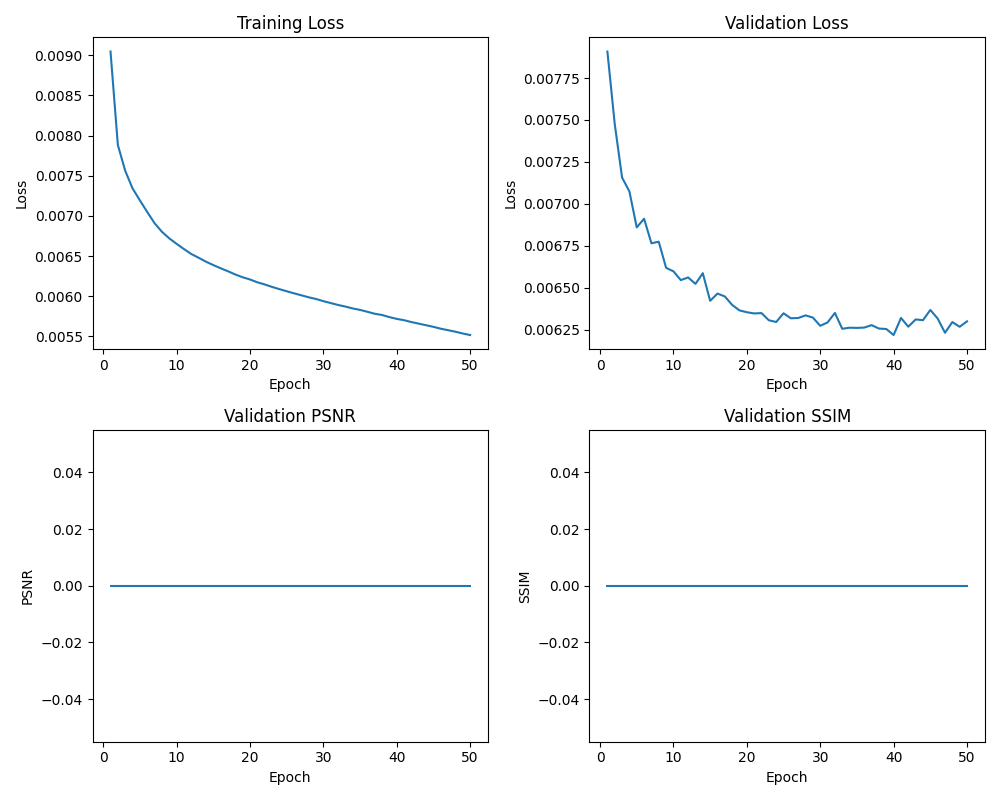 Training Loss
0.0090
0.0085
0.0080
0.0075
0.0070
0.0065
0.0060
0.0055
Loss
0 10 20 30 40 50
Epoch
Validation Loss
0.00775
0.00750
0.00725
0.00700
0.00675
0.00650
0.00625
Loss
0 10 20 30 40 50
Epoch
Validation PSNR
0.04
0.02
0.00
−0.02
−0.04
PSNR
0 10 20 30 40 50
Epoch
Validation SSIM
0.04
0.02
0.00
−0.02
−0.04
SSIM
0 10 20 30 40 50
Epoch